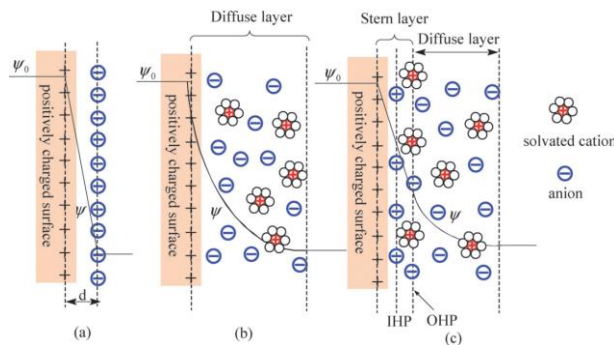 Diffuse layer
Stern layer
Diffuse layer
ψ₀
positively charged surface
ψ
d
(a)
ψ₀
positively charged surface
ψ
(b)
ψ₀
positively charged surface
ψ
IHP
OHP
(c)
solvated cation
anion